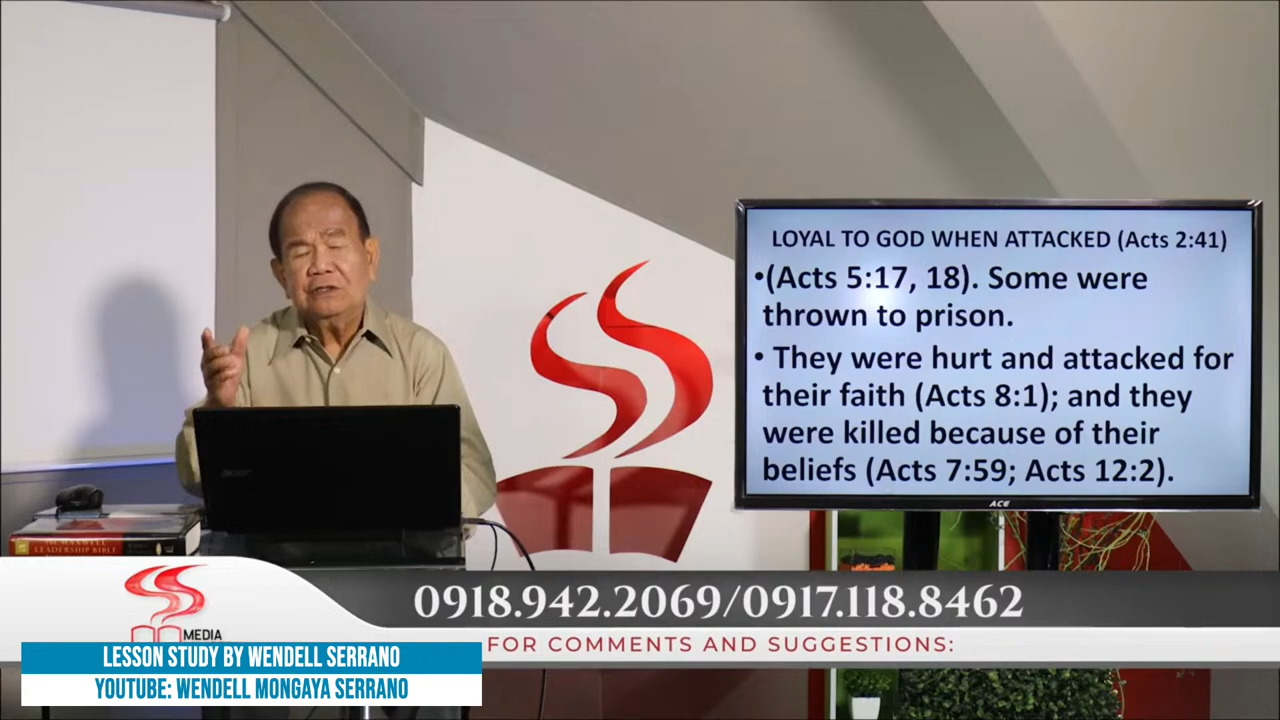 LOYAL TO GOD WHEN ATTACKED (Acts 2:41)
•(Acts 5:17, 18). Some were
thrown to prison.
• They were hurt and attacked for
their faith (Acts 8:1); and they
were killed because of their
beliefs (Acts 7:59; Acts 12:2).
ACE
THE MAXWELL
LEADERSHIP BIBLE
0918.942.2069/0917.118.8462
MEDIA
FOR COMMENTS AND SUGGESTIONS:
LESSON STUDY BY WENDELL SERRANO
YOUTUBE: WENDELL MONGAYA SERRANO